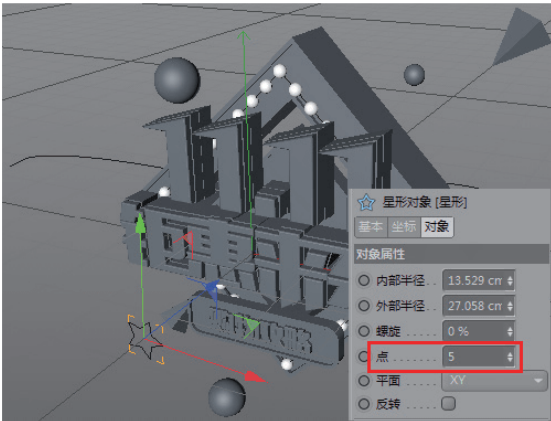 11.11
星形对象 [星形]
基本 坐标 对象
对象属性
内部半径 . . 13.529 cm
外部半径 . . 27.058 cm
螺旋 . . . . . . 0 %
点 . . . . . . . . 5
平面 . . . . . . XY
反转 . . . . . .